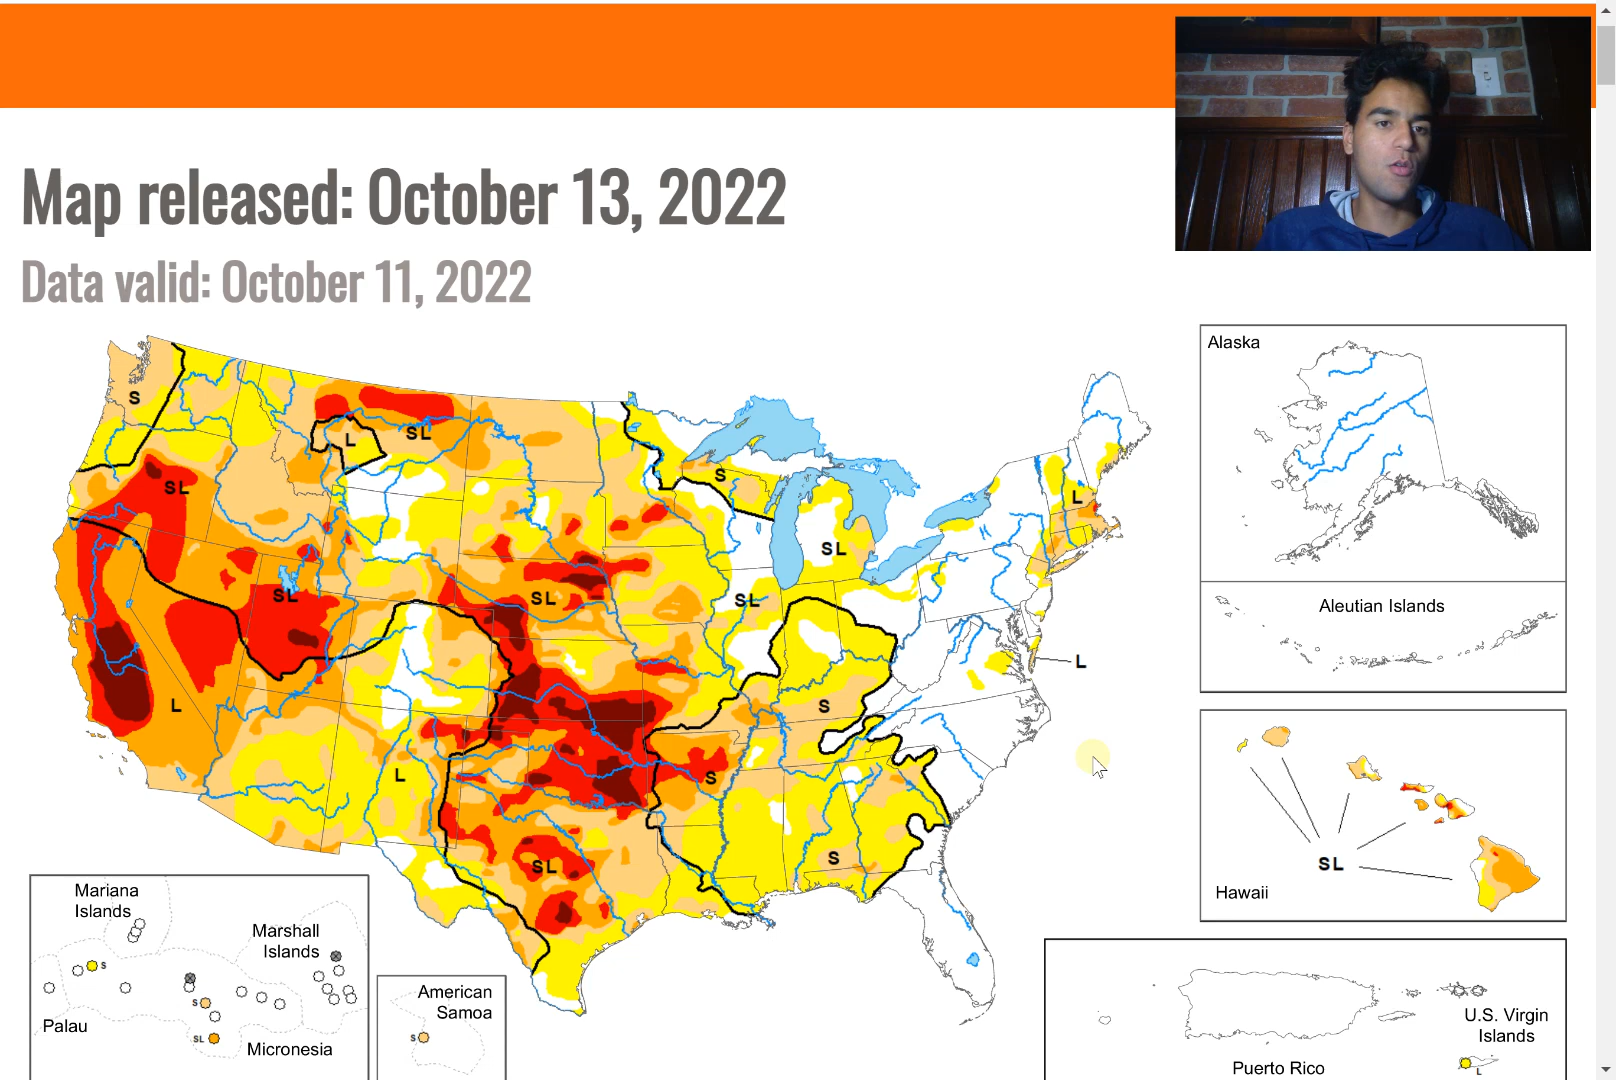 Map released: October 13, 2022
Data valid: October 11, 2022
Alaska
Aleutian Islands
S
L
SL
SL
S
L
SL
SL
SL
SL
L
S
L
L
S
SL
S
SL
Hawaii
Mariana
Islands
Marshall
Islands
S
S
SL
Palau
Micronesia
American
Samoa
S
U.S. Virgin
Islands
Puerto Rico
L